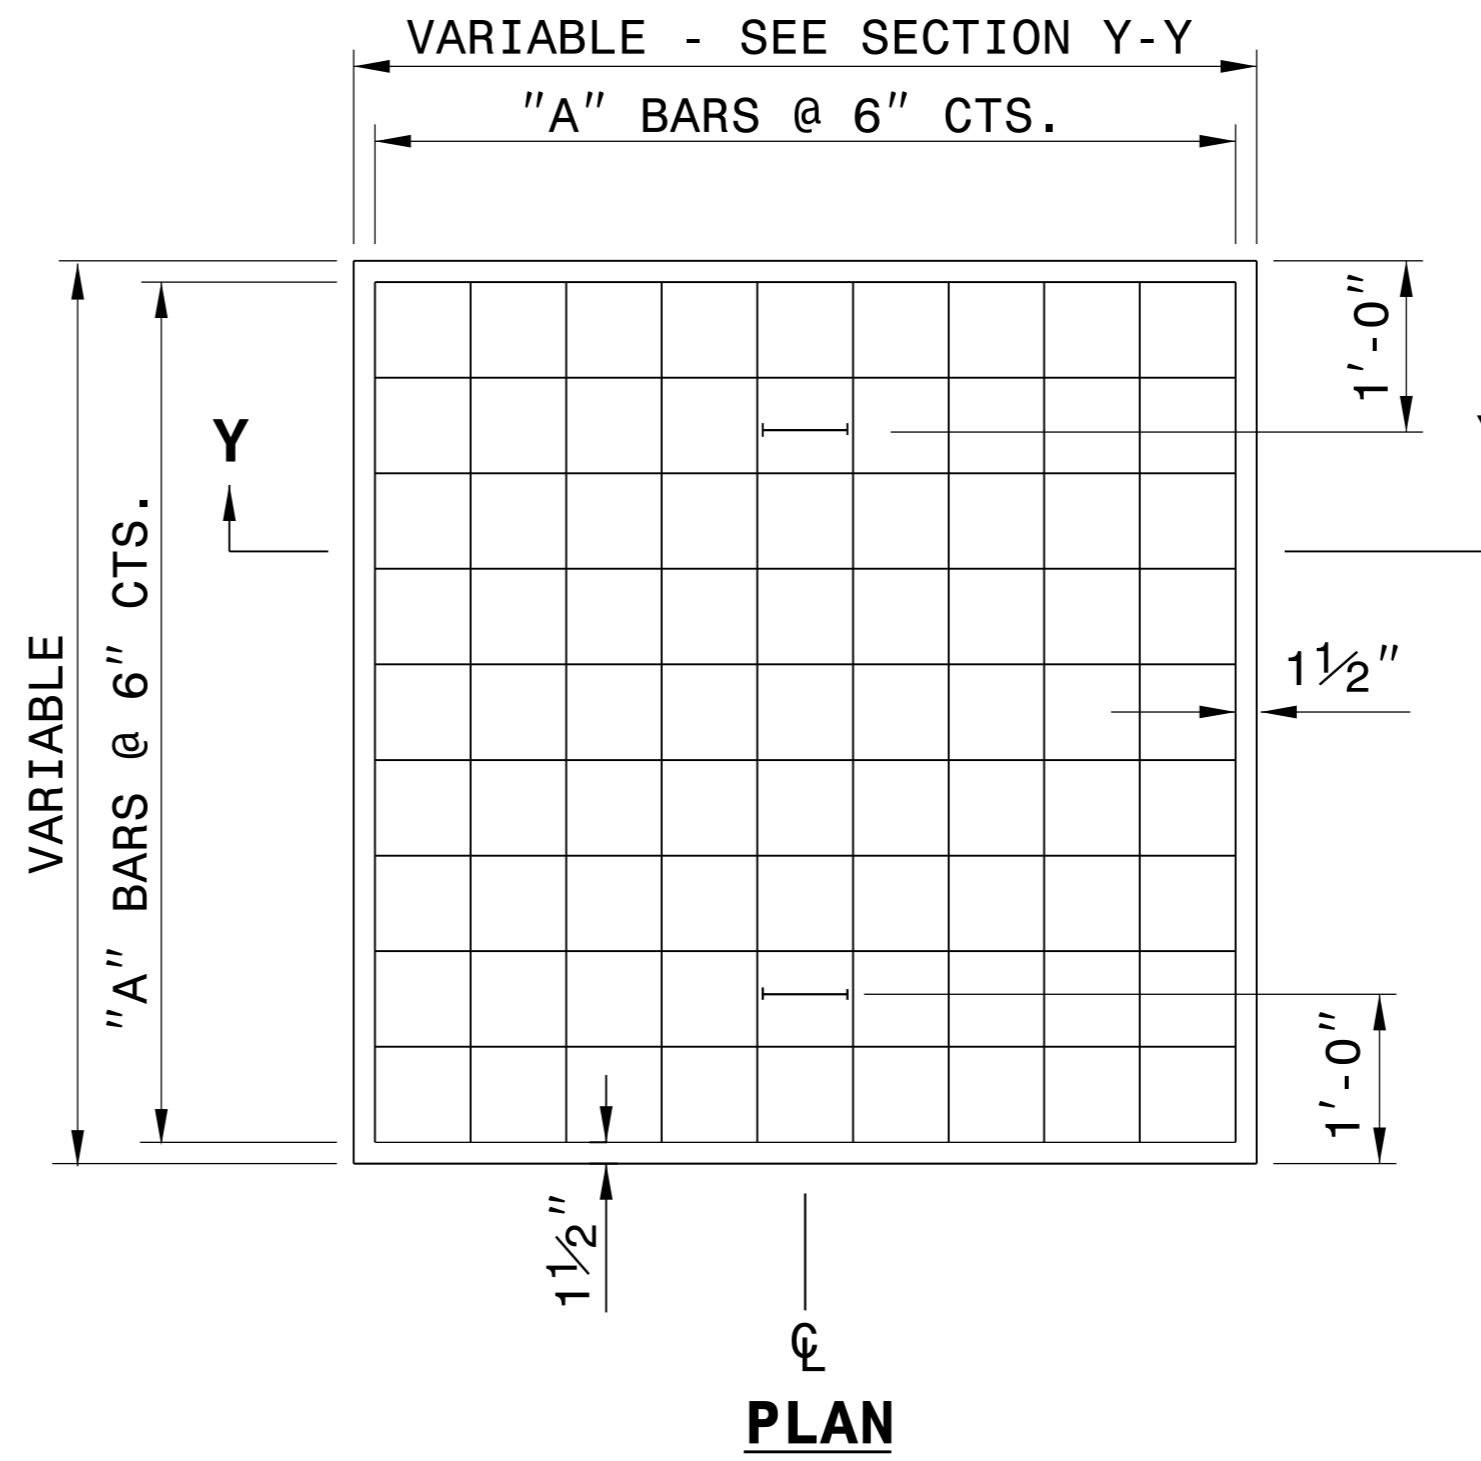 VARIABLE - SEE SECTION Y-Y
"A" BARS @ 6" CTS.
1'-0"
Y
VARIABLE
"A" BARS @ 6" CTS.
1½"
1'-0"
1½"
℄
PLAN